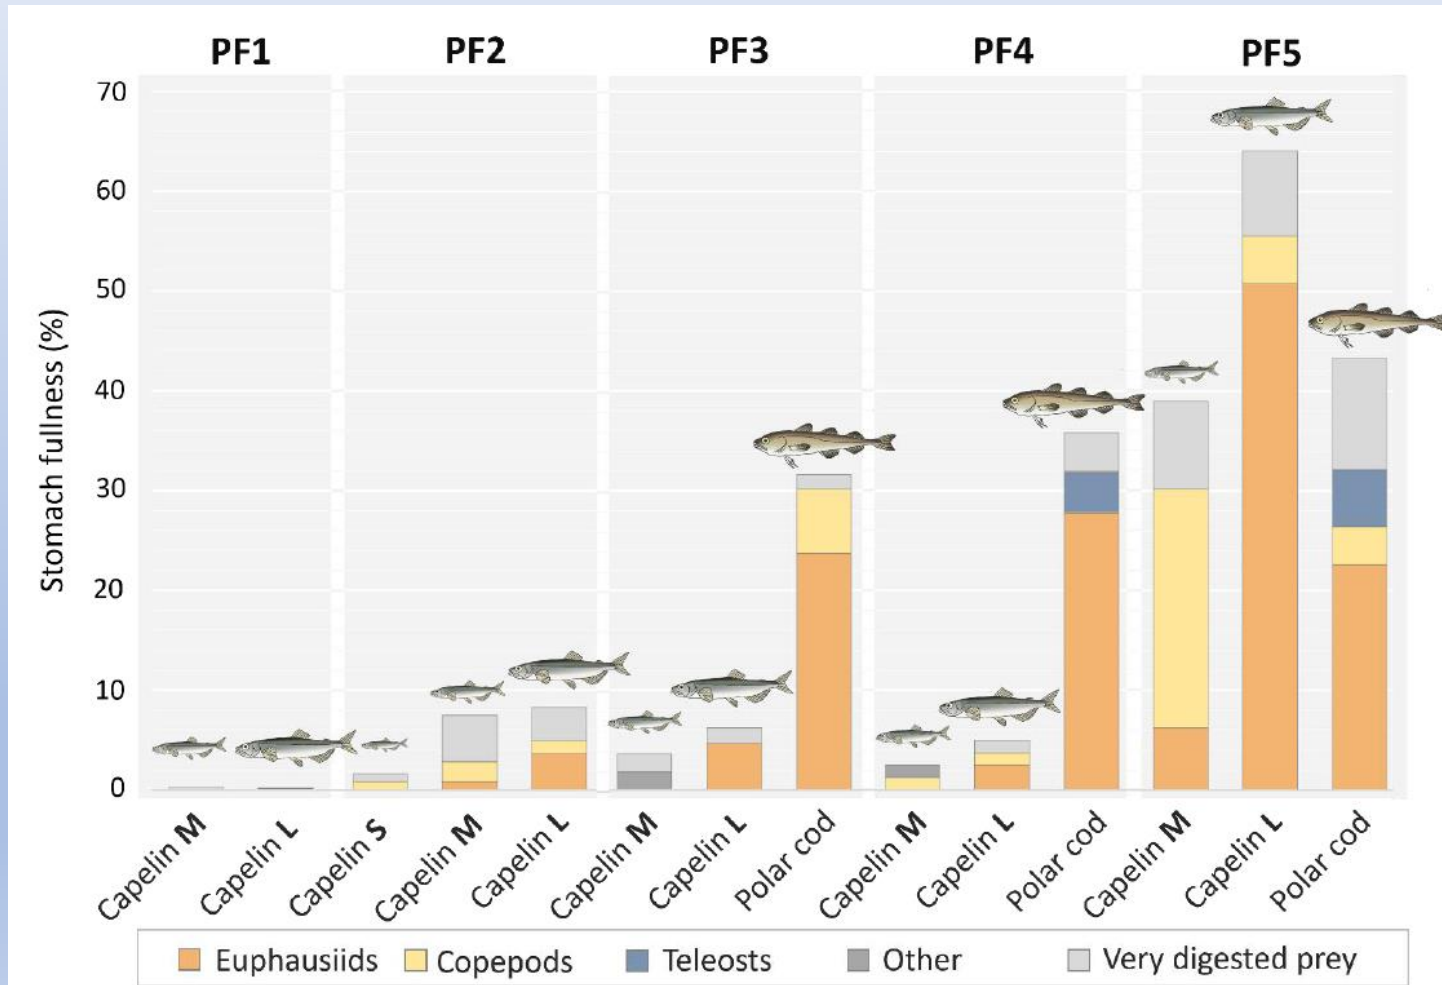 PF1 PF2 PF3 PF4 PF5
70
60
50
40
30
20
10
0
Stomach fullness (%)
Capelin M
Capelin L
Capelin S
Capelin M
Capelin L
Capelin M
Capelin L
Polar cod
Capelin M
Capelin L
Polar cod
Capelin M
Capelin L
Polar cod
Euphausiids Copepods Teleosts Other Very digested prey